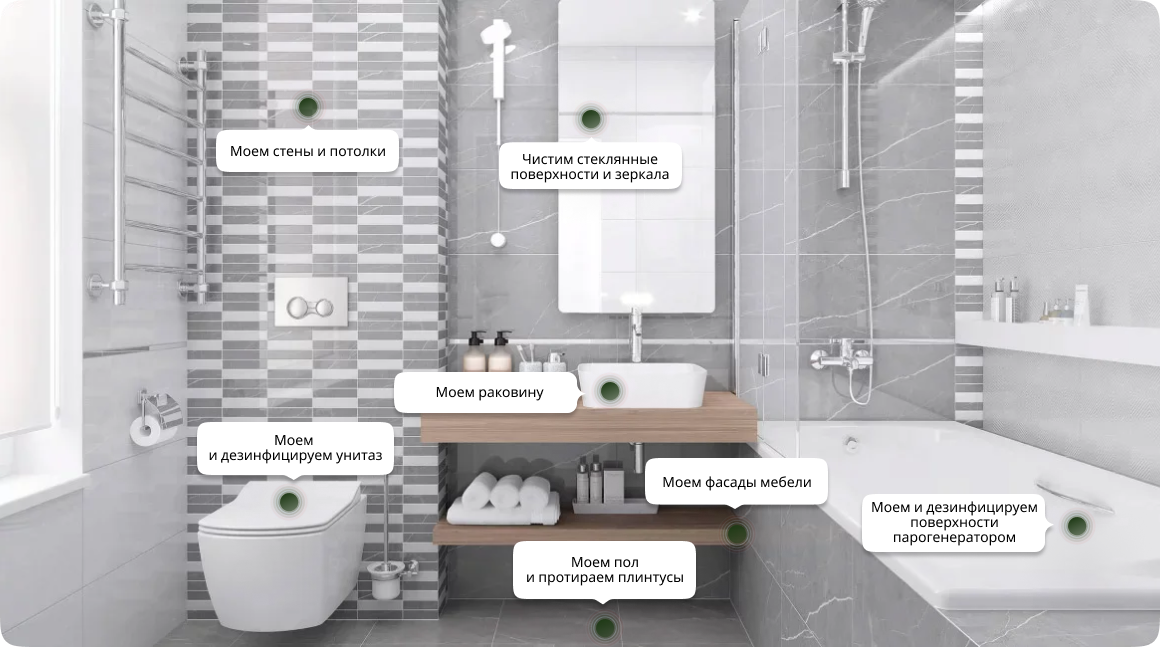 Моем стены и потолки
Чистим стеклянные
поверхности и зеркала
Моем раковину
Моем
и дезинфицируем унитаз
Моем фасады мебели
Моем и дезинфицируем
поверхности
парогенератором
Моем пол
и протираем плинтусы